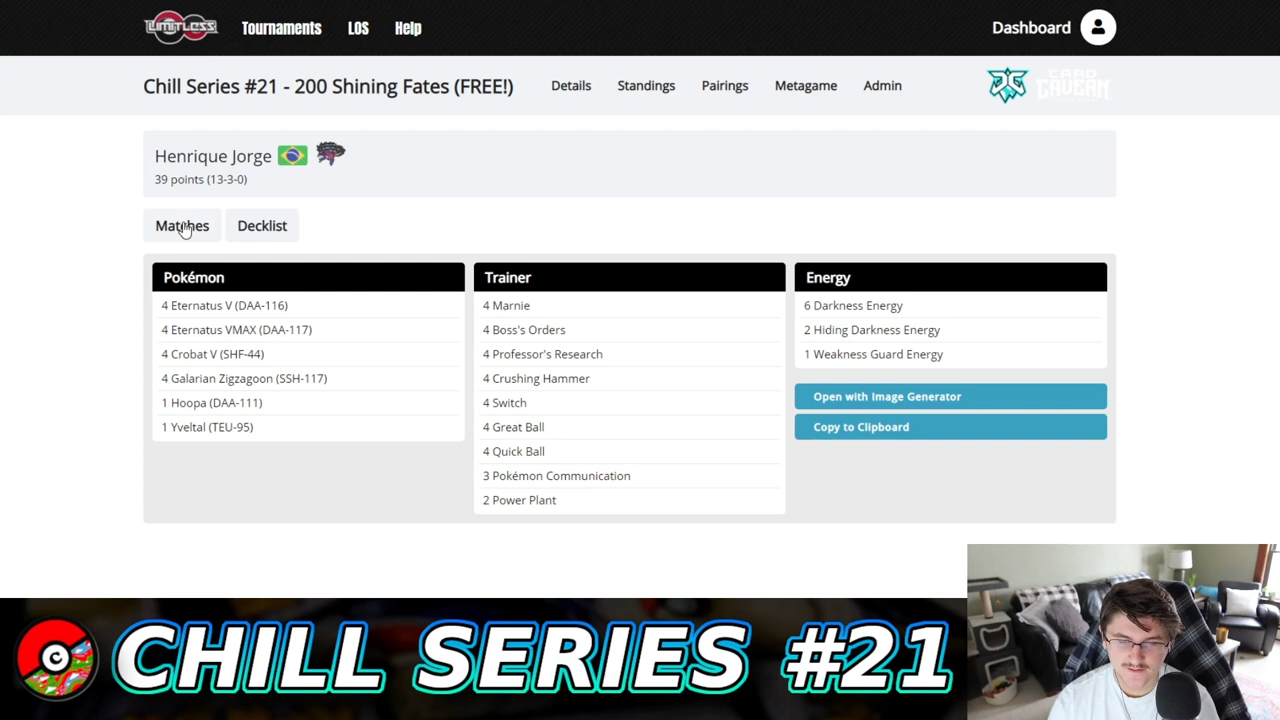 LIMITLESS
Tournaments
LOS
Help
Dashboard
Chill Series #21 - 200 Shining Fates (FREE!)
Details
Standings
Pairings
Metagame
Admin
CARD
CAVERN
Henrique Jorge
39 points (13-3-0)
Matches
Decklist
Pokémon
4 Eternatus V (DAA-116)
4 Eternatus VMAX (DAA-117)
4 Crobat V (SHF-44)
4 Galarian Zigzagoon (SSH-117)
1 Hoopa (DAA-111)
1 Yveltal (TEU-95)
Trainer
4 Marnie
4 Boss's Orders
4 Professor's Research
4 Crushing Hammer
4 Switch
4 Great Ball
4 Quick Ball
3 Pokémon Communication
2 Power Plant
Energy
6 Darkness Energy
2 Hiding Darkness Energy
1 Weakness Guard Energy
Open with Image Generator
Copy to Clipboard
CHILL SERIES #21